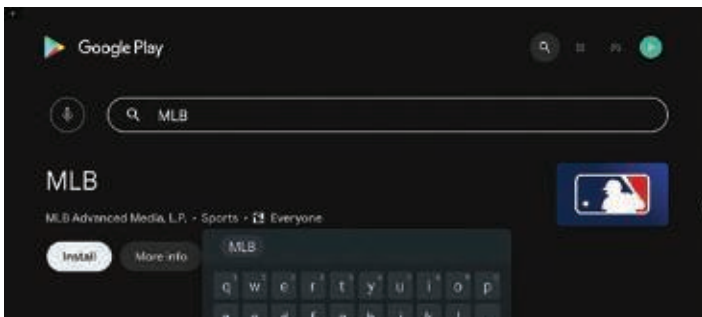 Google Play
MLB
MLB
MLB Advanced Media, L.P. • Sports • Everyone
Install
More info
MLB
q w e r t y u i o p